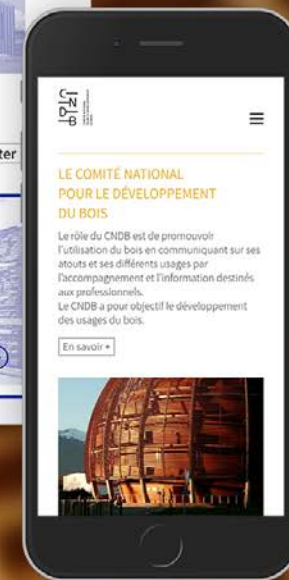 ter
CNDB
LE COMITÉ NATIONAL
POUR LE DÉVELOPPEMENT
DU BOIS
Le rôle du CNDB est de promouvoir
l'utilisation du bois en communiquant sur ses
atouts et ses différents usages par
l'accompagnement et l'information destinés
aux professionnels.
Le CNDB a pour objectif le développement
des usages du bois.
En savoir +